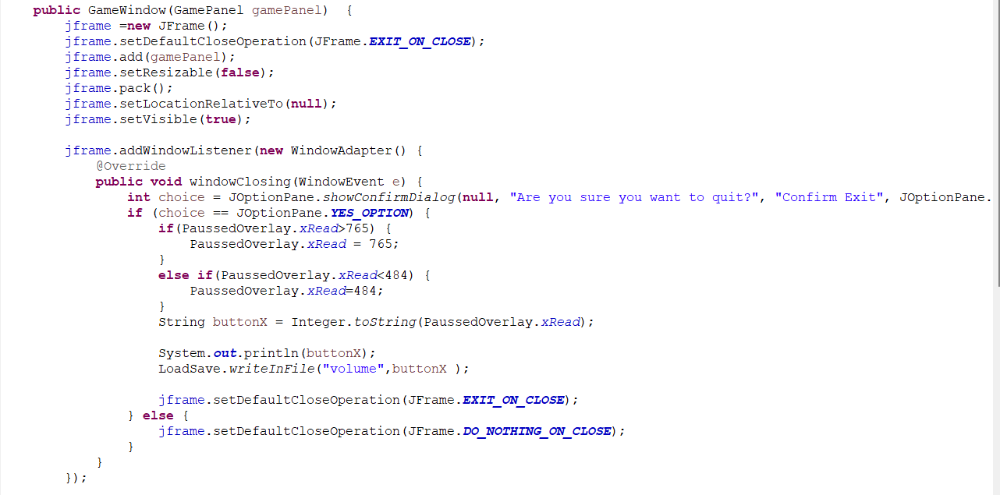 public GameWindow(GamePanel gamePanel)  {
jframe =new JFrame();
jframe.setDefaultCloseOperation(JFrame.EXIT_ON_CLOSE);
jframe.add(gamePanel);
jframe.setResizable(false);
jframe.pack();
jframe.setLocationRelativeTo(null);
jframe.setVisible(true);
jframe.addWindowListener(new WindowAdapter() {
@Override
public void windowClosing(WindowEvent e) {
int choice = JOptionPane.showConfirmDialog(null, "Are you sure you want to quit?", "Confirm Exit", JOptionPane.
if (choice == JOptionPane.YES_OPTION) {
if(PaussedOverlay.xRead>765) {
PaussedOverlay.xRead = 765;
}
else if(PaussedOverlay.xRead<484) {
PaussedOverlay.xRead=484;
}
String buttonX = Integer.toString(PaussedOverlay.xRead);
System.out.println(buttonX);
LoadSave.writeInFile("volume",buttonX );
jframe.setDefaultCloseOperation(JFrame.EXIT_ON_CLOSE);
} else {
jframe.setDefaultCloseOperation(JFrame.DO_NOTHING_ON_CLOSE);
}
}
});